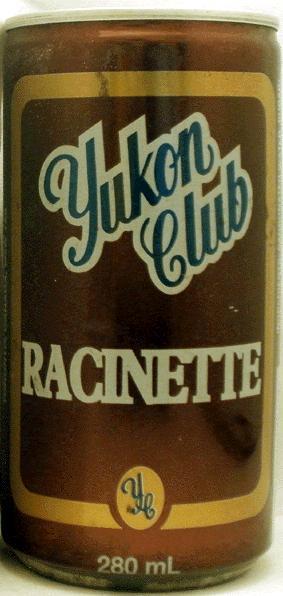 Yukon
Club
RACINETTE
YC
280 mL